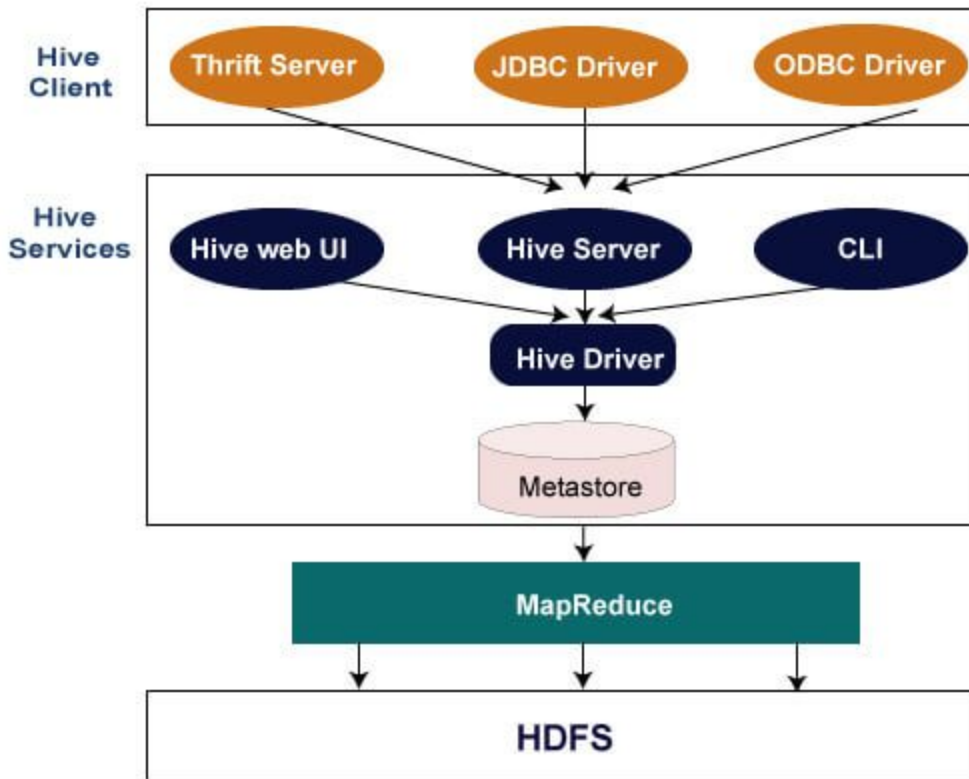 Hive
Client
Thrift Server
JDBC Driver
ODBC Driver
Hive
Services
Hive web UI
Hive Server
CLI
Hive Driver
Metastore
MapReduce
HDFS